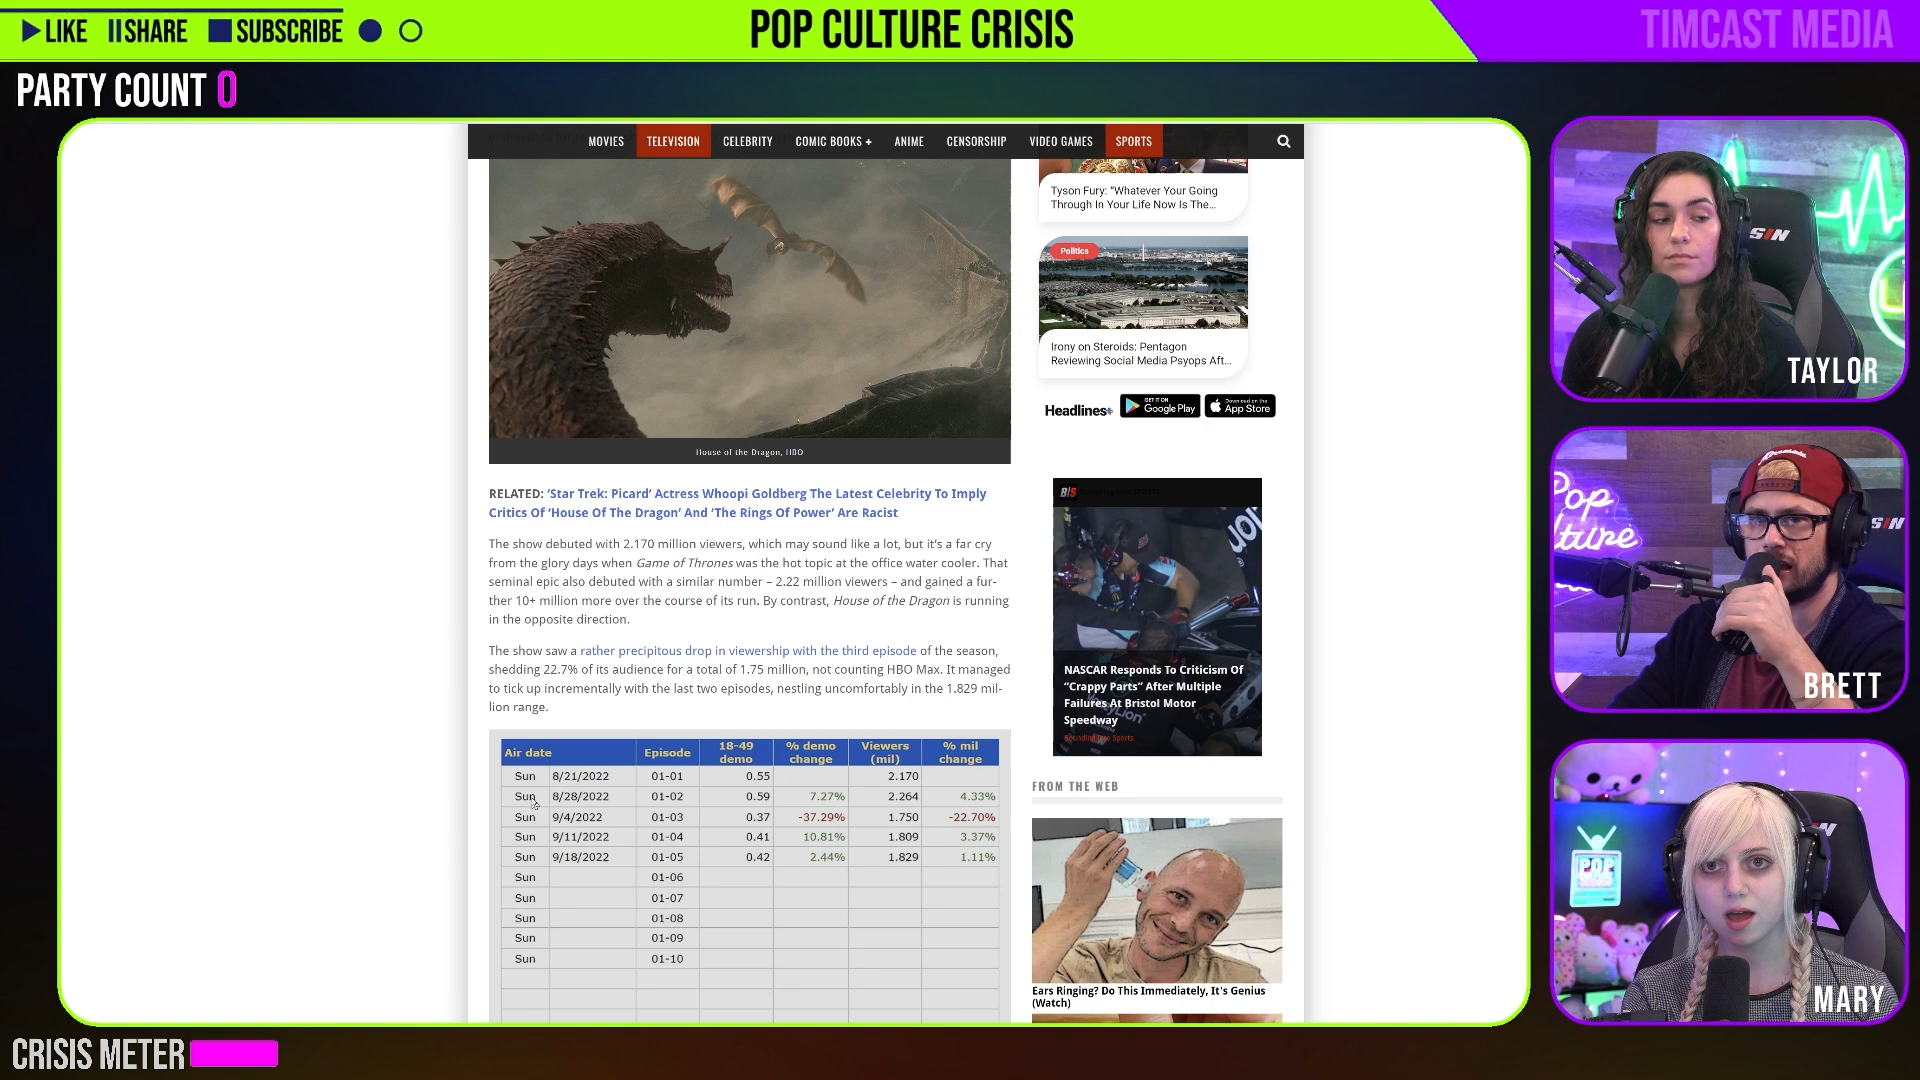 LIKE SHARE SUBSCRIBE
POP CULTURE CRISIS
TIMCAST MEDIA
PARTY COUNT 0
MOVIES TELEVISION CELEBRITY COMIC BOOKS + ANIME CENSORSHIP VIDEO GAMES SPORTS
House of the Dragon, HBO
RELATED: ‘Star Trek: Picard’ Actress Whoopi Goldberg The Latest Celebrity To Imply
Critics Of ‘House Of The Dragon’ And ‘The Rings Of Power’ Are Racist
The show debuted with 2.170 million viewers, which may sound like a lot, but it’s a far cry
from the glory days when Game of Thrones was the hot topic at the office water cooler. That
seminal epic also debuted with a similar number – 2.22 million viewers – and gained a fur-
ther 10+ million more over the course of its run. By contrast, House of the Dragon is running
in the opposite direction.
The show saw a rather precipitous drop in viewership with the third episode of the season,
shedding 22.7% of its audience for a total of 1.75 million, not counting HBO Max. It managed
to tick up incrementally with the last two episodes, nestling uncomfortably in the 1.829 mil-
lion range.
Air date Episode 18-49 demo % demo change Viewers (mil) % mil change
Sun 8/21/2022 01-01 0.55 2.170
Sun 8/28/2022 01-02 0.59 7.27% 2.264 4.33%
Sun 9/4/2022 01-03 0.37 -37.29% 1.750 -22.70%
Sun 9/11/2022 01-04 0.41 10.81% 1.809 3.37%
Sun 9/18/2022 01-05 0.42 2.44% 1.829 1.11%
Sun 01-06
Sun 01-07
Sun 01-08
Sun 01-09
Sun 01-10
Tyson Fury: “Whatever Your Going
Through In Your Life Now Is The...
Politics
Irony on Steroids: Pentagon
Reviewing Social Media Psyops Aft...
Headlines
GET IT ON
Google Play
Download on the
App Store
B/S
NASCAR Responds To Criticism Of
“Crappy Parts” After Multiple
Failures At Bristol Motor
Speedway
Bounding Into Sports
FROM THE WEB
Ears Ringing? Do This Immediately, It's Genius
(Watch)
TAYLOR
Pop
BRETT
POP
MARY
CRISIS METER